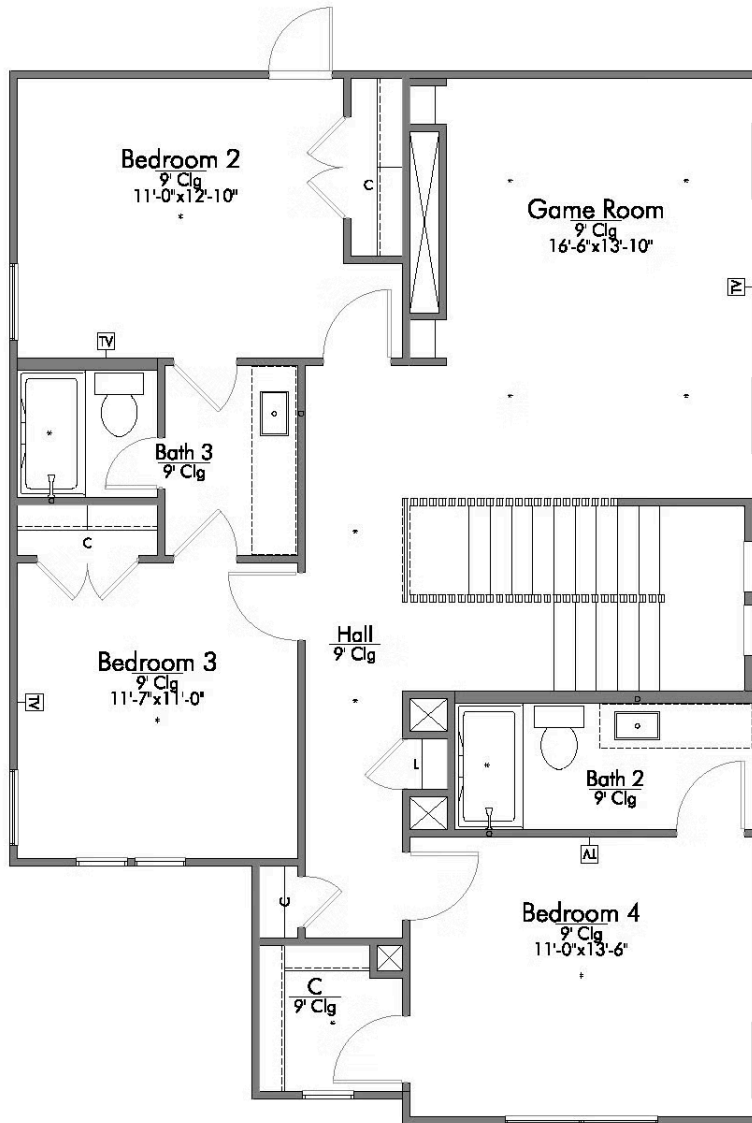 Bedroom 2
9' Clg
11'-0"x12'-10"
C
Game Room
9' Clg
16'-6"x13'-10"
TV
TV
Bath 3
9' Clg
C
Hall
9' Clg
Bedroom 3
9' Clg
11'-7"x11'-0"
TV
L
Bath 2
9' Clg
TV
C
Bedroom 4
9' Clg
11'-0"x13'-6"
C
9' Clg